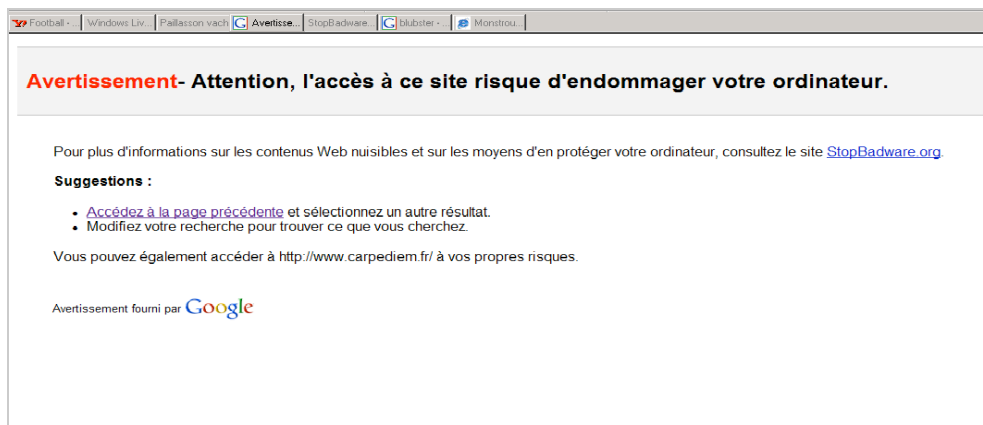 Football - ... Windows Liv... Paillasson vach Avertisse... StopBadware... blubster - ... Monstrou...
Avertissement- Attention, l'accès à ce site risque d'endommager votre ordinateur.
Pour plus d'informations sur les contenus Web nuisibles et sur les moyens d'en protéger votre ordinateur, consultez le site StopBadware.org.
Suggestions :
• Accédez à la page précédente et sélectionnez un autre résultat.
• Modifiez votre recherche pour trouver ce que vous cherchez.
Vous pouvez également accéder à http://www.carpediem.fr/ à vos propres risques.
Avertissement fourni par Google